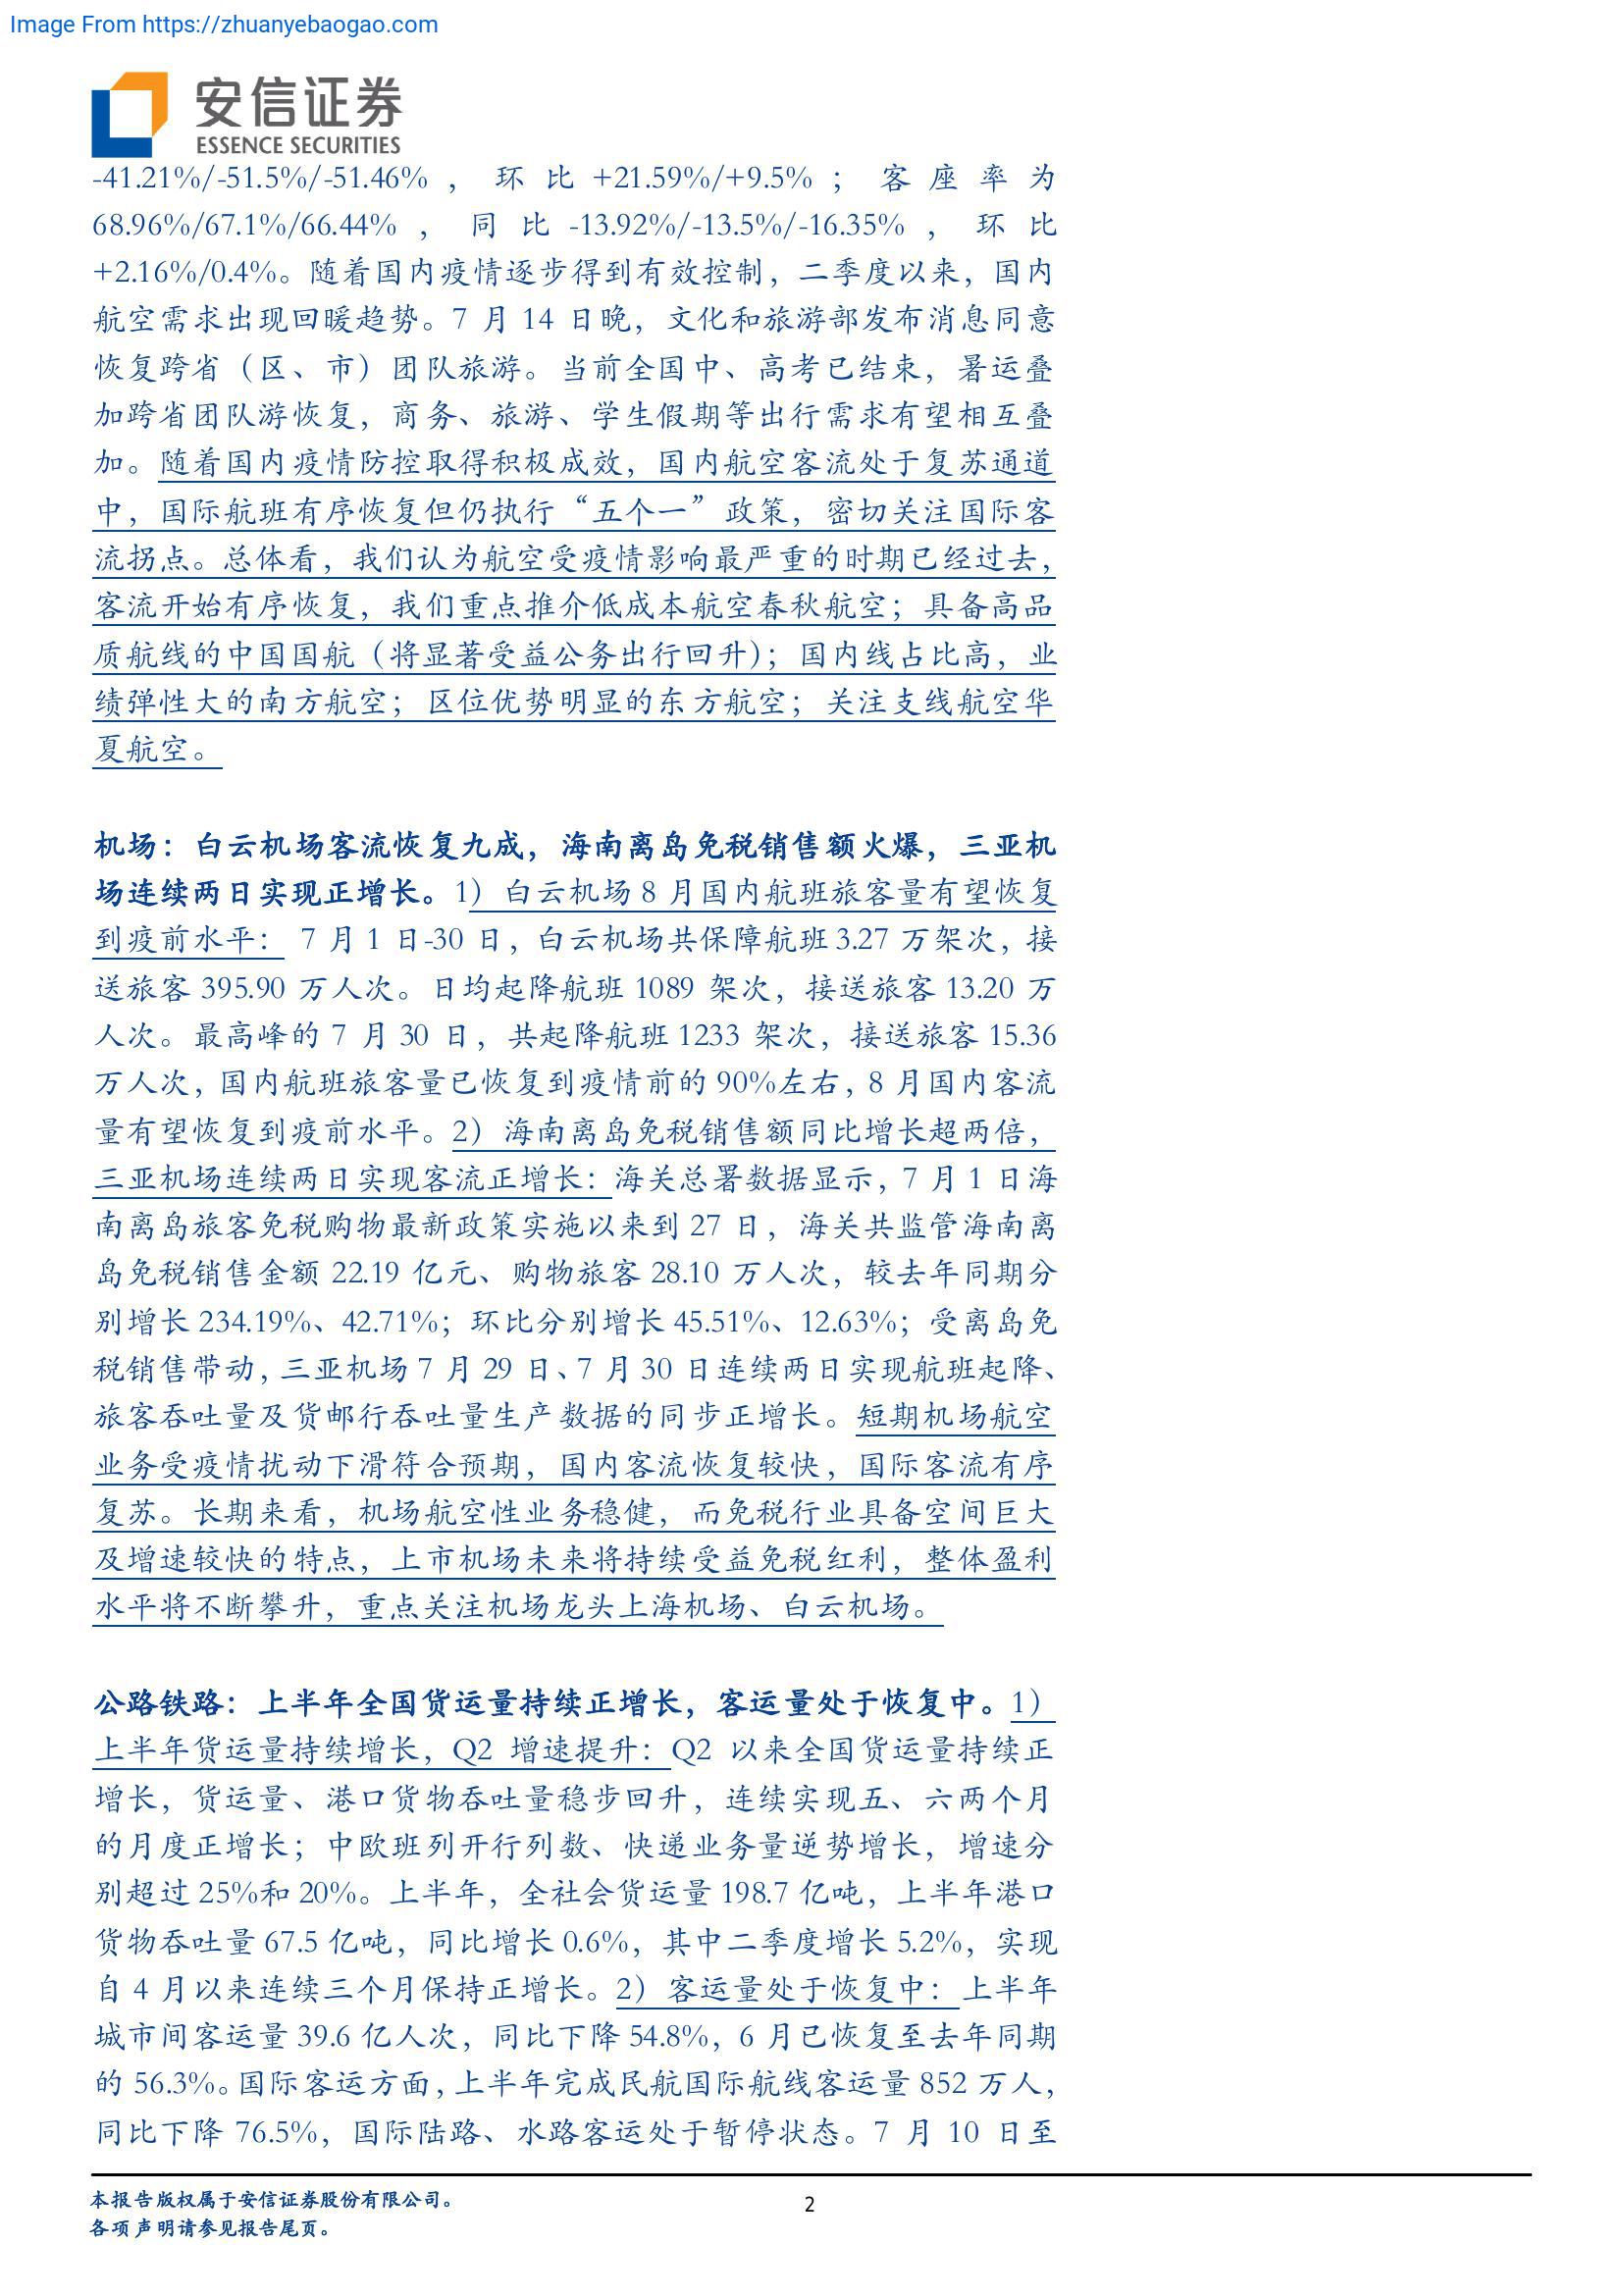 Image From https://zhuanyebaogao.com
安信证券
ESSENCE SECURITIES
-41.21%/-51.5%/-51.46%，环比+21.59%/+9.5%；客座率为
68.96%/67.1%/66.44%，同比-13.92%/-13.5%/-16.35%，环比
+2.16%/0.4%。随着国内疫情逐步得到有效控制，二季度以来，国内
航空需求出现回暖趋势。7 月 14 日晚，文化和旅游部发布消息同意
恢复跨省（区、市）团队旅游。当前全国中、高考已结束，暑运叠
加跨省团队游恢复，商务、旅游、学生假期等出行需求有望相互叠
加。随着国内疫情防控取得积极成效，国内航空客流处于复苏通道
中，国际航班有序恢复但仍执行“五个一”政策，密切关注国际客
流拐点。总体看，我们认为航空受疫情影响最严重的时期已经过去，
客流开始有序恢复，我们重点推介低成本航空春秋航空；具备高品
质航线的中国国航（将显著受益公务出行回升）；国内线占比高，业
绩弹性大的南方航空；区位优势明显的东方航空；关注支线航空华
夏航空。
机场：白云机场客流恢复九成，海南离岛免税销售额火爆，三亚机
场连续两日实现正增长。1）白云机场 8 月国内航班旅客量有望恢复
到疫前水平： 7 月 1 日-30 日，白云机场共保障航班 3.27 万架次，接
送旅客 395.90 万人次。日均起降航班 1089 架次，接送旅客 13.20 万
人次。最高峰的 7 月 30 日，共起降航班 1233 架次，接送旅客 15.36
万人次，国内航班旅客量已恢复到疫情前的 90%左右，8 月国内客流
量有望恢复到疫前水平。2）海南离岛免税销售额同比增长超两倍，
三亚机场连续两日实现客流正增长：海关总署数据显示，7 月 1 日海
南离岛旅客免税购物最新政策实施以来到 27 日，海关共监管海南离
岛免税销售金额 22.19 亿元、购物旅客 28.10 万人次，较去年同期分
别增长 234.19%、42.71%；环比分别增长 45.51%、12.63%；受离岛免
税销售带动，三亚机场 7 月 29 日、7 月 30 日连续两日实现航班起降、
旅客吞吐量及货邮行吞吐量生产数据的同步正增长。短期机场航空
业务受疫情扰动下滑符合预期，国内客流恢复较快，国际客流有序
复苏。长期来看，机场航空性业务稳健，而免税行业具备空间巨大
及增速较快的特点，上市机场未来将持续受益免税红利，整体盈利
水平将不断攀升，重点关注机场龙头上海机场、白云机场。
公路铁路：上半年全国货运量持续正增长，客运量处于恢复中。1）
上半年货运量持续增长，Q2 增速提升：Q2 以来全国货运量持续正
增长，货运量、港口货物吞吐量稳步回升，连续实现五、六两个月
的月度正增长；中欧班列开行列数、快递业务量逆势增长，增速分
别超过 25%和 20%。上半年，全社会货运量 198.7 亿吨，上半年港口
货物吞吐量 67.5 亿吨，同比增长 0.6%，其中二季度增长 5.2%，实现
自 4 月以来连续三个月保持正增长。2）客运量处于恢复中：上半年
城市间客运量 39.6 亿人次，同比下降 54.8%，6 月已恢复至去年同期
的 56.3%。国际客运方面，上半年完成民航国际航线客运量 852 万人，
同比下降 76.5%，国际陆路、水路客运处于暂停状态。7 月 10 日至
本报告版权属于安信证券股份有限公司。
2
各项声明请参见报告尾页。